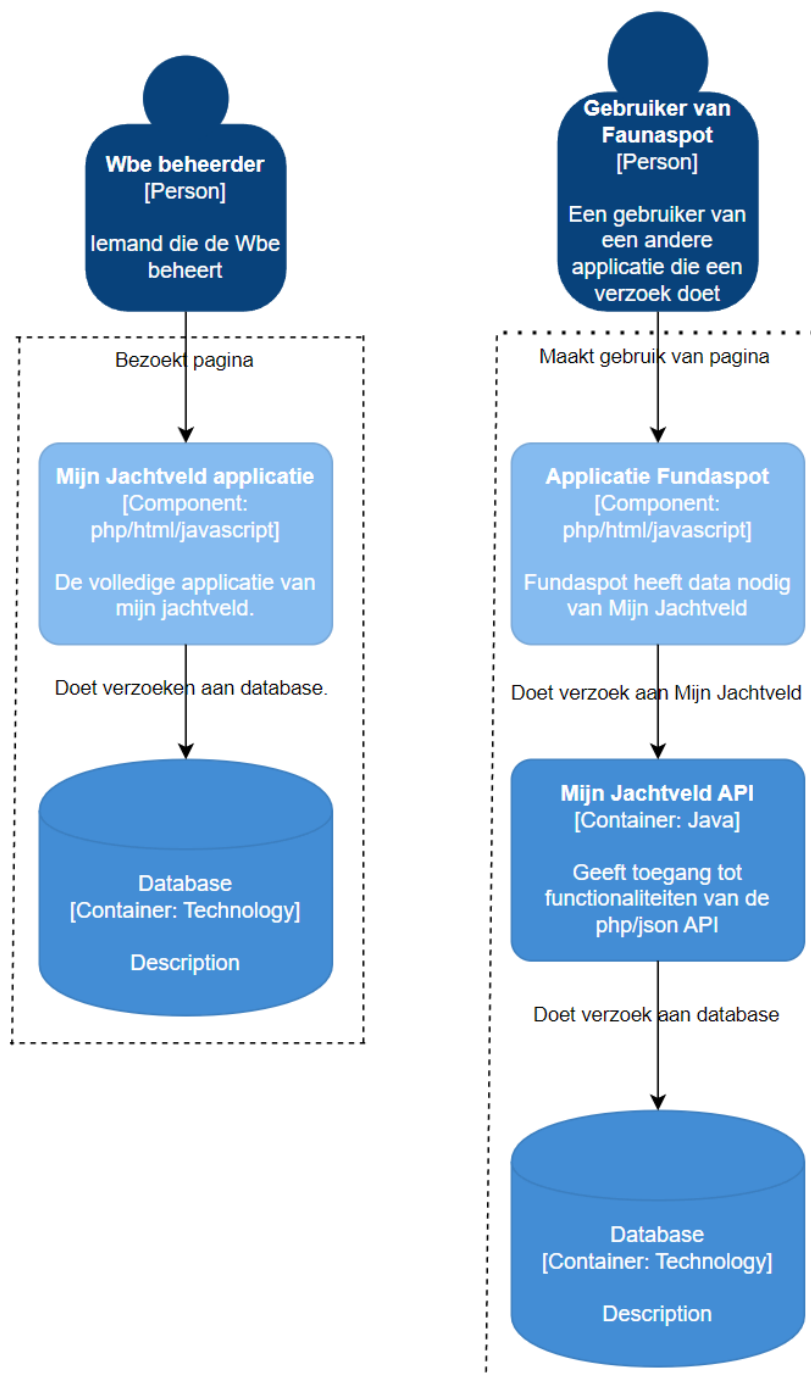 Wbe beheerder
[Person]
Iemand die de Wbe
beheert
Bezoekt pagina
Mijn Jachtveld applicatie
[Component:
php/html/javascript]
De volledige applicatie van
mijn jachtveld.
Doet verzoeken aan database.
Database
[Container: Technology]
Description
Gebruiker van
Faunaspot
[Person]
Een gebruiker van
een andere
applicatie die een
verzoek doet
Maakt gebruik van pagina
Applicatie Fundaspot
[Component:
php/html/javascript]
Fundaspot heeft data nodig
van Mijn Jachtveld
Doet verzoek aan Mijn Jachtveld
Mijn Jachtveld API
[Container: Java]
Geeft toegang tot
functionaliteiten van de
php/json API
Doet verzoek aan database
Database
[Container: Technology]
Description